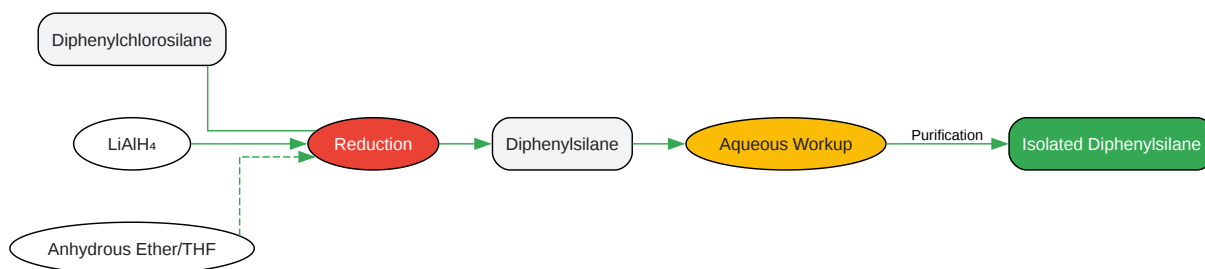 Diphenylchlorosilane
LiAlH₄
Anhydrous Ether/THF
Reduction
Diphenylsilane
Aqueous Workup
Purification
Isolated Diphenylsilane